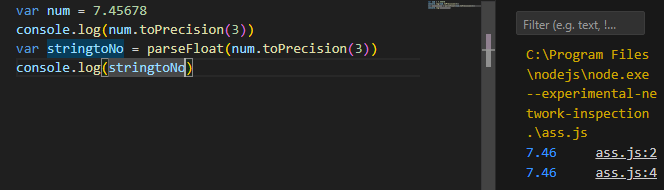 var num = 7.45678
console.log(num.toPrecision(3))
var stringtoNo = parseFloat(num.toPrecision(3))
console.log(stringtoNo)
Filter (e.g. text, !...
C:\Program Files
\nodejs\node.exe
--experimental-ne
twork-inspection
.\ass.js
7.46 ass.js:2
7.46 ass.js:4